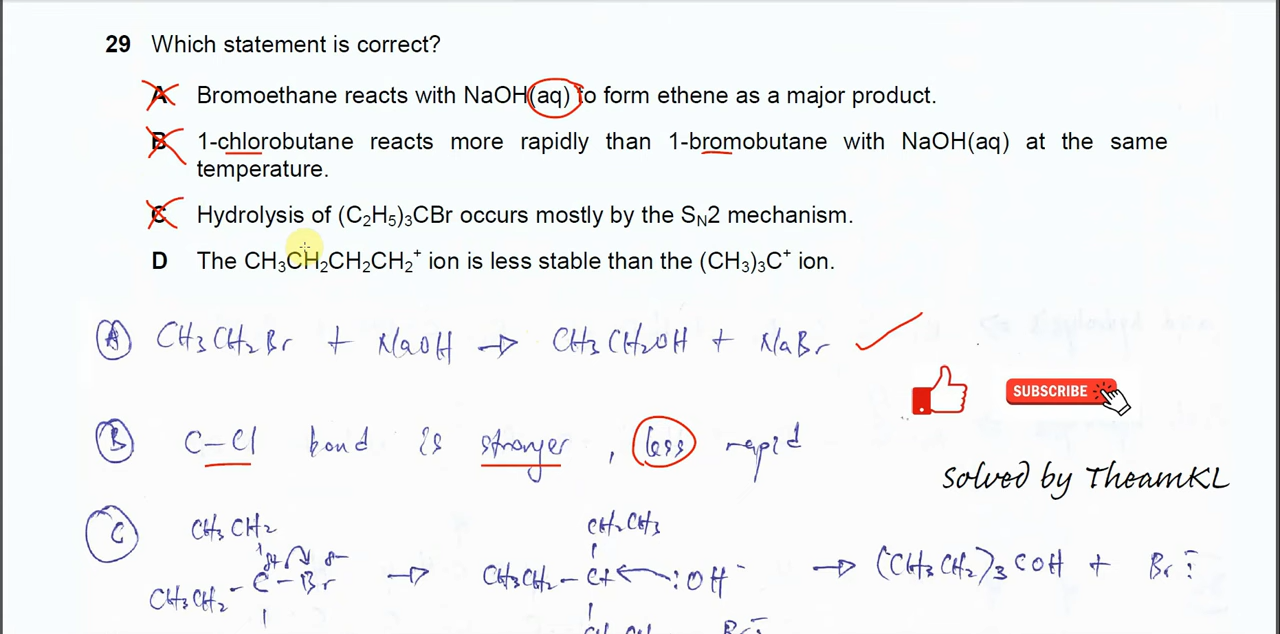 29 Which statement is correct?
A Bromoethane reacts with NaOH(aq) to form ethene as a major product.
B 1-chlorobutane reacts more rapidly than 1-bromobutane with NaOH(aq) at the same
temperature.
C Hydrolysis of (C₂H₅)₃CBr occurs mostly by the Sₙ2 mechanism.
D The CH₃CH₂CH₂CH₂⁺ ion is less stable than the (CH₃)₃C⁺ ion.
A CH₃CH₂Br + NaOH → CH₃CH₂OH + NaBr
SUBSCRIBE
B C–Cl bond is stronger, less rapid
Solved by TheamKL
C CH₃CH₂ CH₂CH₃
δ+ δ−
CH₃CH₂–C–Br → CH₃CH₂–C+ :OH⁻ → (CH₃CH₂)₃COH + Br:⁻